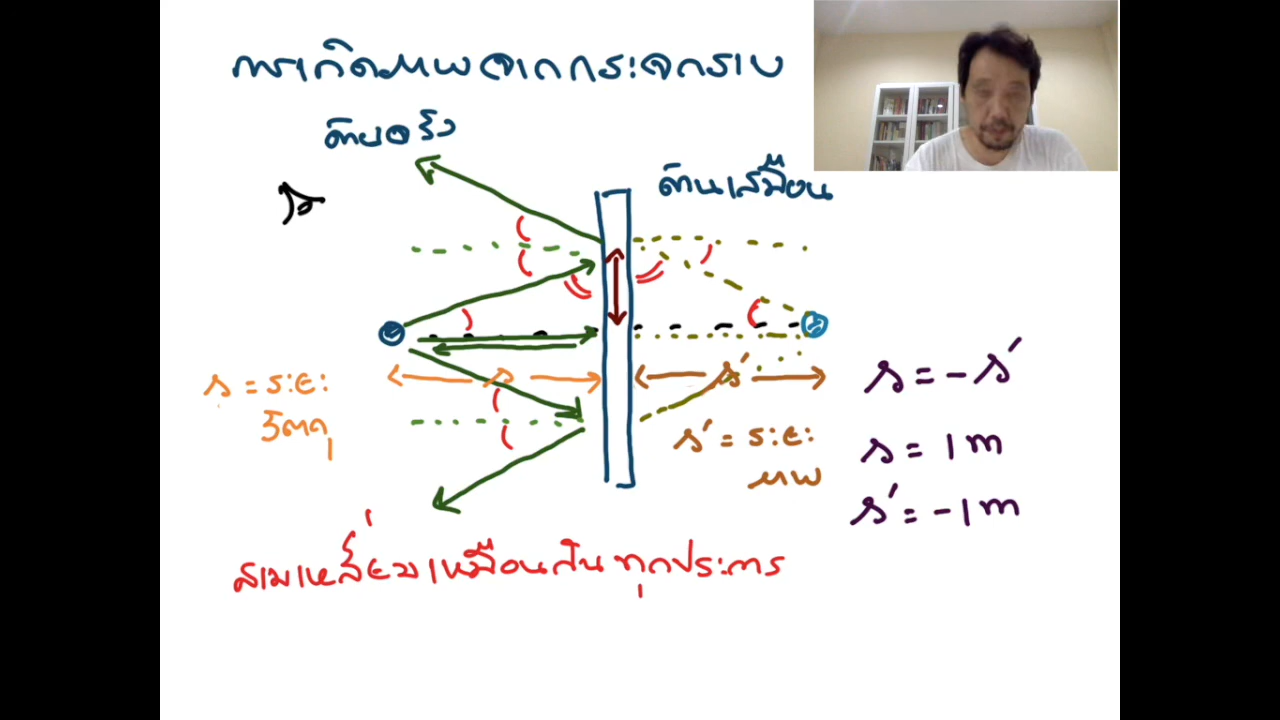 การเกิดภาพจากกระจกราบ
ด้านจริง
ด้านเสมือน
s = ระยะ
วัตถุ
s
s'
s' = ระยะ
ภาพ
s = -s'
s = 1 m
s' = -1 m
สามเหลี่ยมเหมือนกันทุกประการ